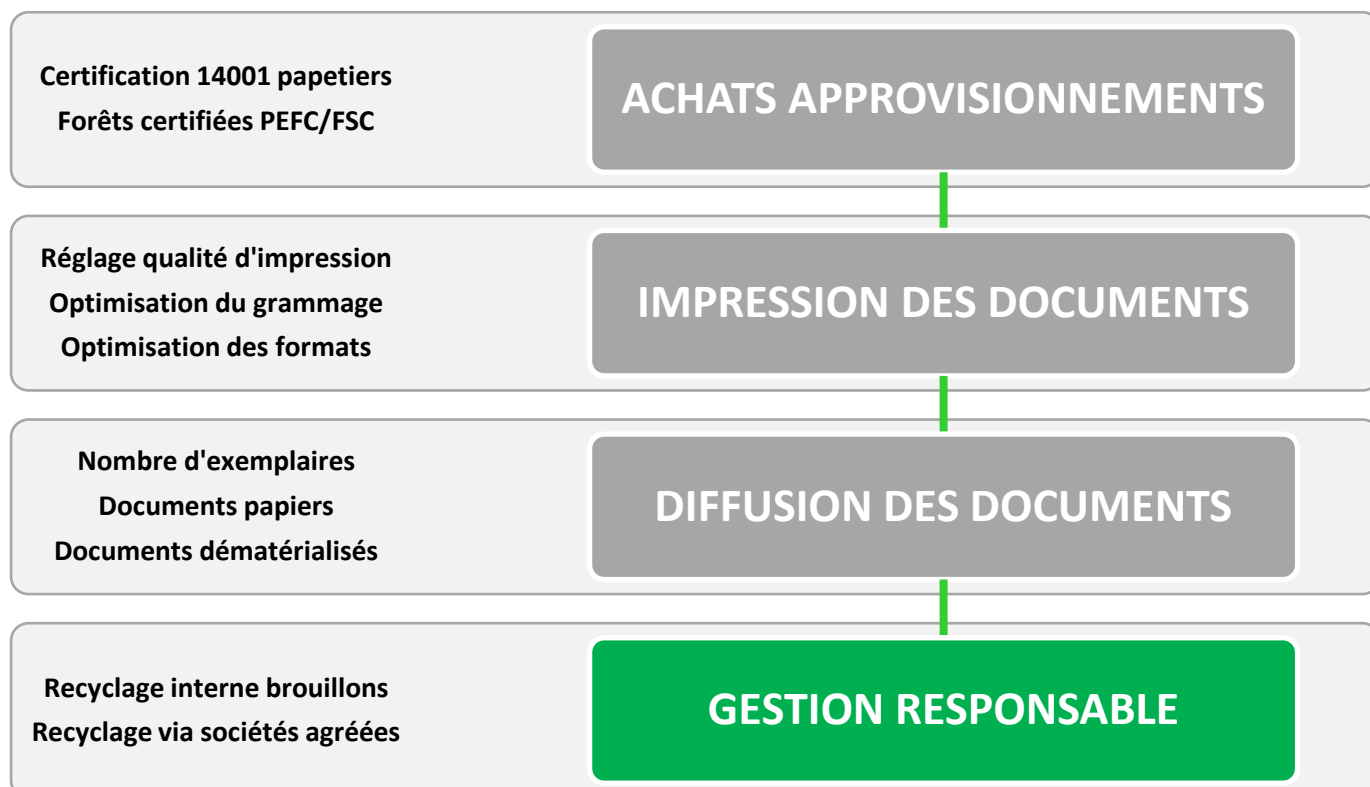 Certification 14001 papetiers
Forêts certifiées PEFC/FSC
ACHATS APPROVISIONNEMENTS
Réglage qualité d'impression
Optimisation du grammage
Optimisation des formats
IMPRESSION DES DOCUMENTS
Nombre d'exemplaires
Documents papiers
Documents dématérialisés
DIFFUSION DES DOCUMENTS
Recyclage interne brouillons
Recyclage via sociétés agréées
GESTION RESPONSABLE